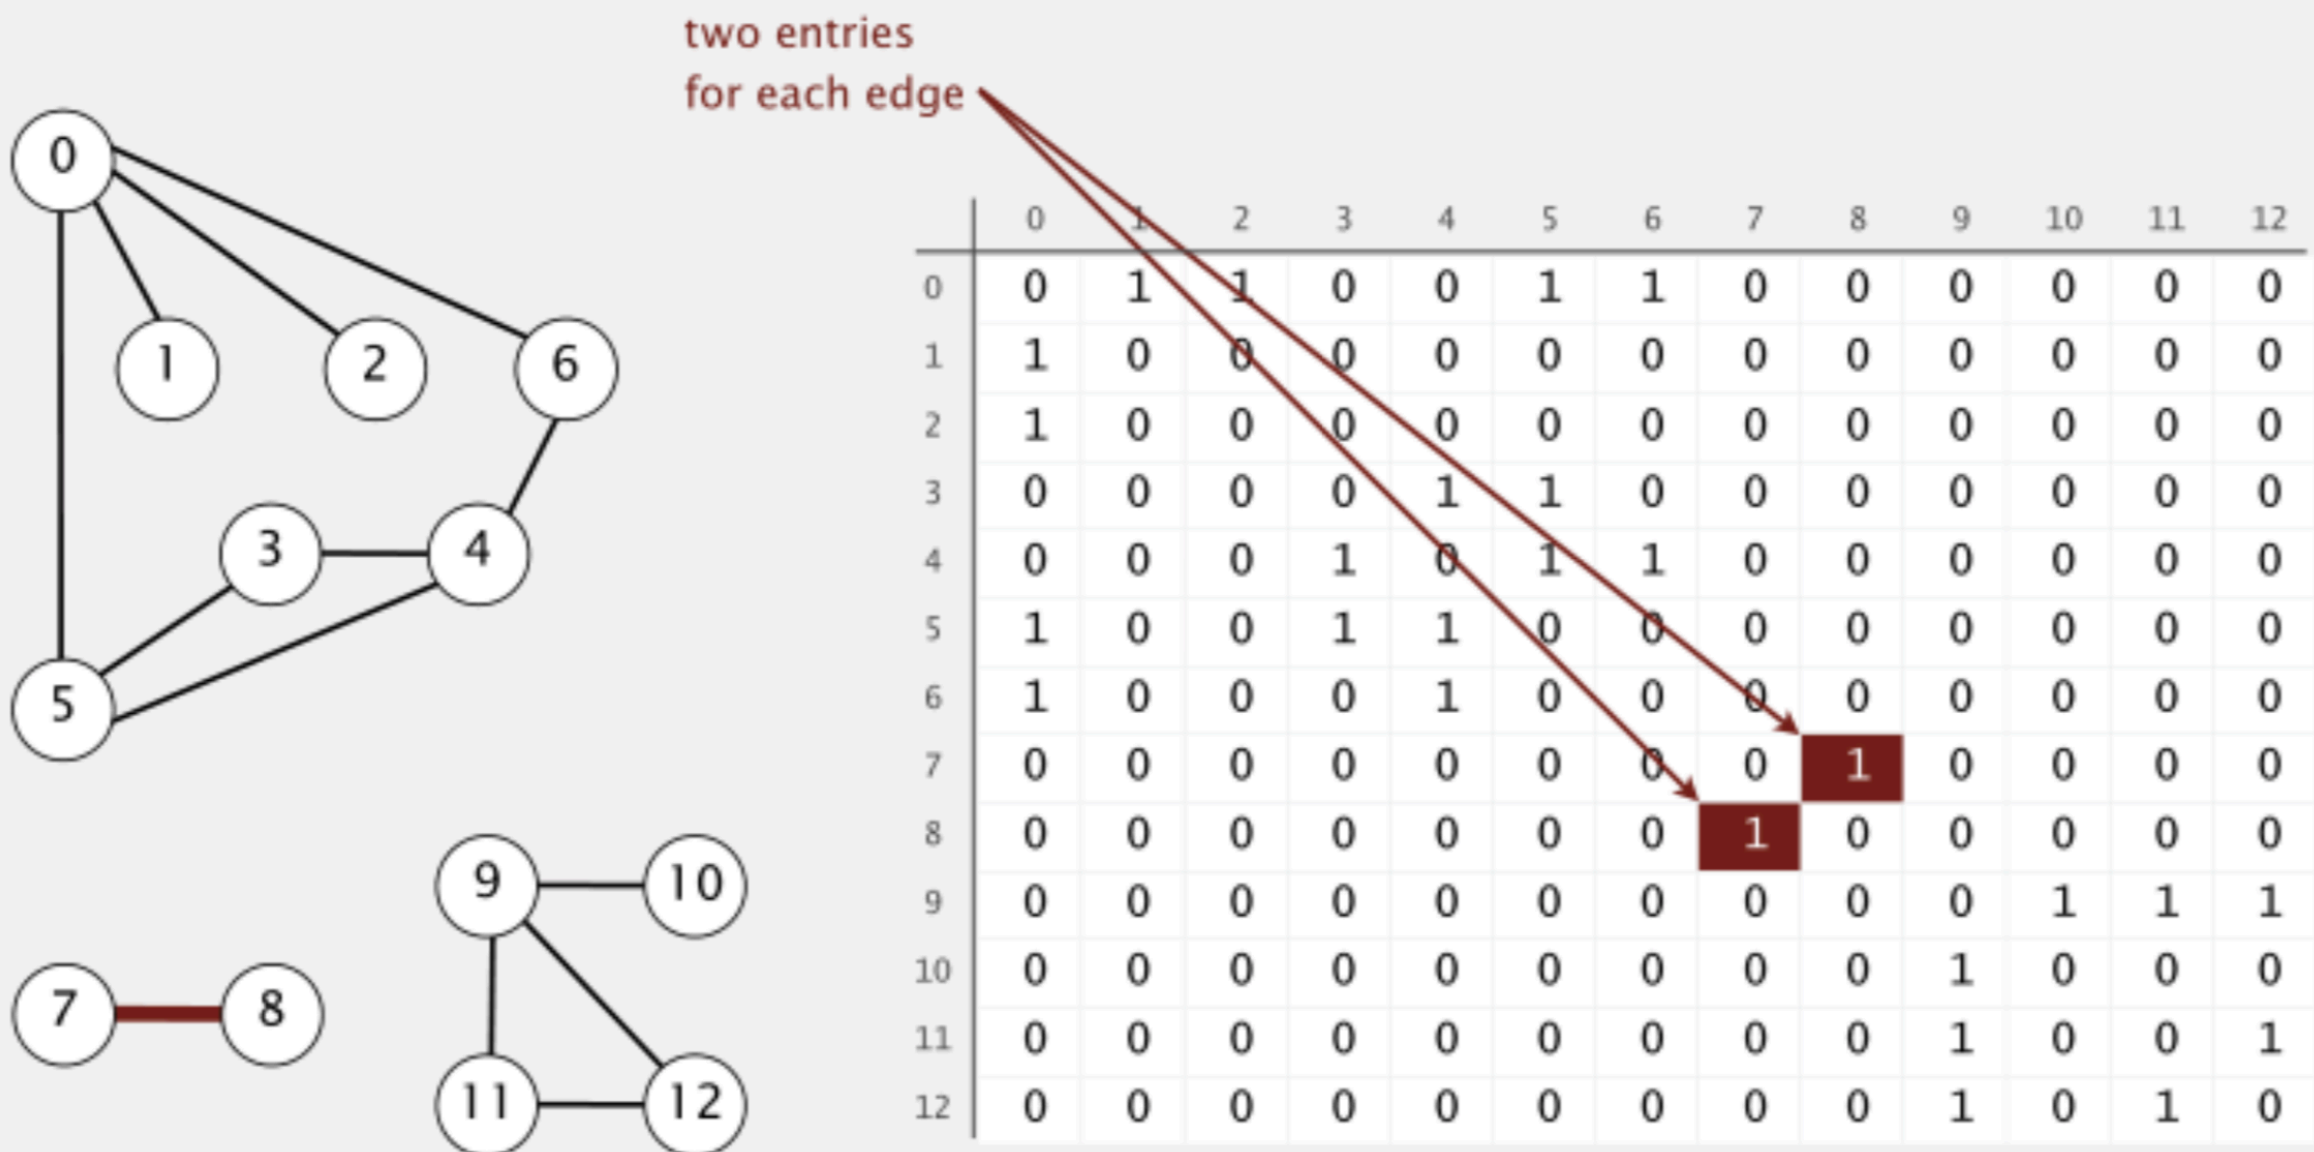 two entries
for each edge
0
1
2
6
3
4
5
9
10
7
8
11
12
0 1 2 3 4 5 6 7 8 9 10 11 12
0 0 1 1 0 0 1 1 0 0 0 0 0 0
1 1 0 0 0 0 0 0 0 0 0 0 0 0
2 1 0 0 0 0 0 0 0 0 0 0 0 0
3 0 0 0 0 1 1 0 0 0 0 0 0 0
4 0 0 0 1 0 1 1 0 0 0 0 0 0
5 1 0 0 1 1 0 0 0 0 0 0 0 0
6 1 0 0 0 1 0 0 0 0 0 0 0 0
7 0 0 0 0 0 0 0 0 1 0 0 0 0
8 0 0 0 0 0 0 0 1 0 0 0 0 0
9 0 0 0 0 0 0 0 0 0 0 1 1 1
10 0 0 0 0 0 0 0 0 0 1 0 0 0
11 0 0 0 0 0 0 0 0 0 1 0 0 1
12 0 0 0 0 0 0 0 0 0 1 0 1 0